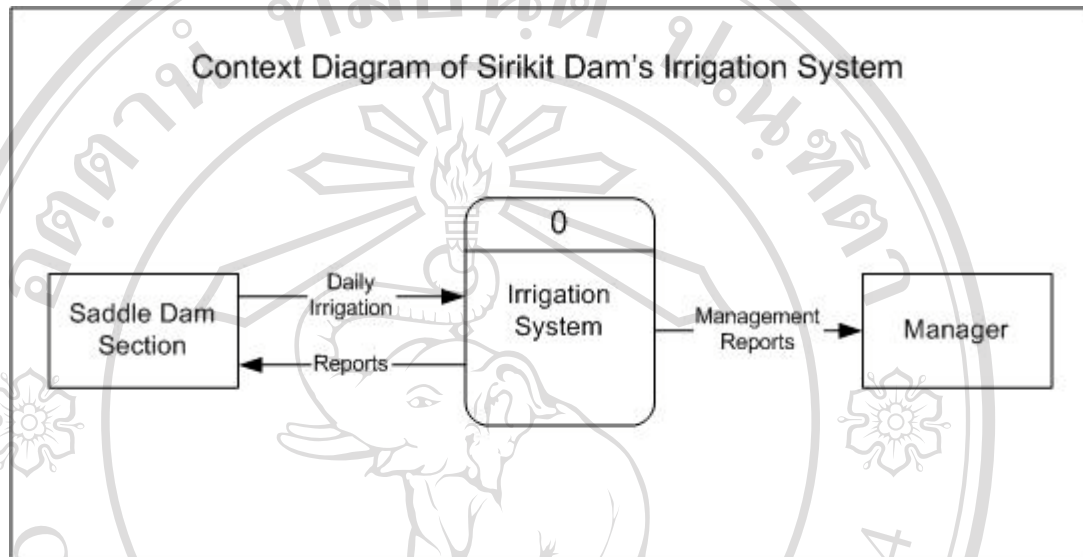 Context Diagram of Sirikit Dam's Irrigation System
0
Saddle Dam
Section
Daily
Irrigation
Reports
Irrigation
System
Management
Reports
Manager